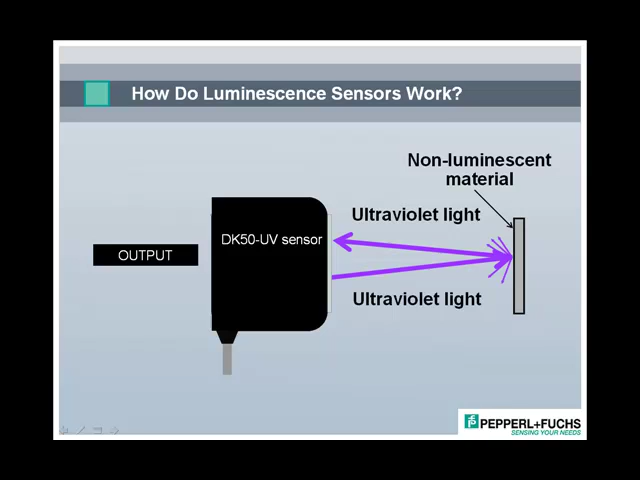 How Do Luminescence Sensors Work?
Non-luminescent
material
Ultraviolet light
DK50-UV sensor
OUTPUT
Ultraviolet light
PEPPERL+FUCHS
SENSING YOUR NEEDS